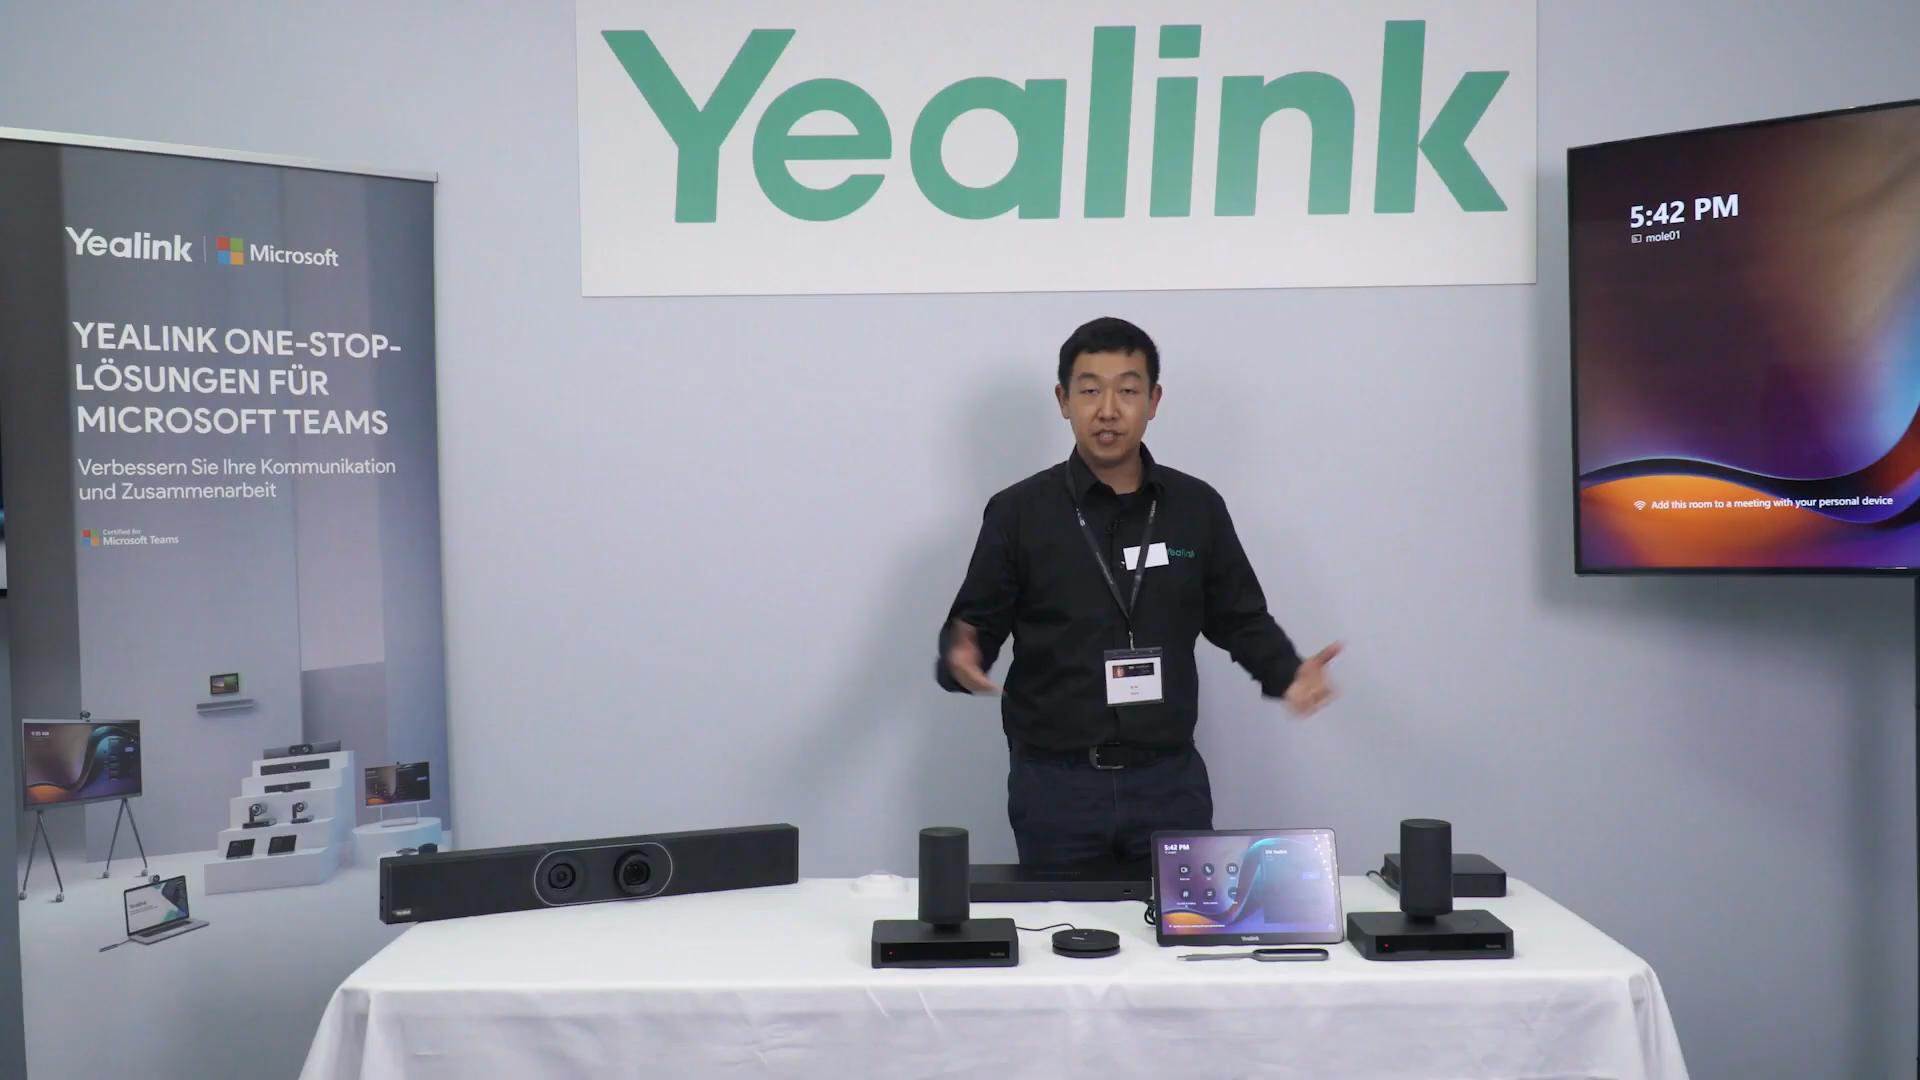 Yealink
Yealink | Microsoft
YEALINK ONE-STOP-
LÖSUNGEN FÜR
MICROSOFT TEAMS
Verbessern Sie Ihre Kommunikation
und Zusammenarbeit
Certified for
Microsoft Teams
5:42 PM
mole01
Add this room to a meeting with your personal device
Yealink
5:42 PM
Yealink